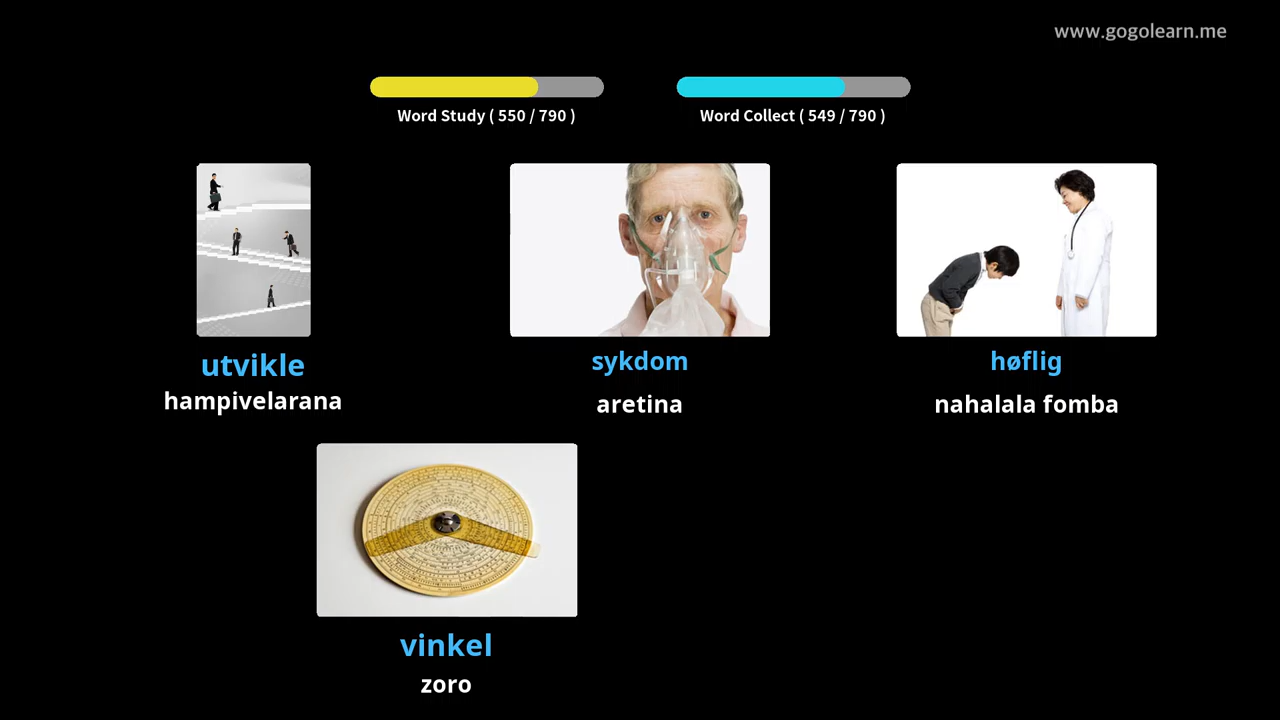 www.gogolearn.me
Word Study ( 550 / 790 )
Word Collect ( 549 / 790 )
utvikle
hampivelarana
sykdom
aretina
høflig
nahalala fomba
vinkel
zoro